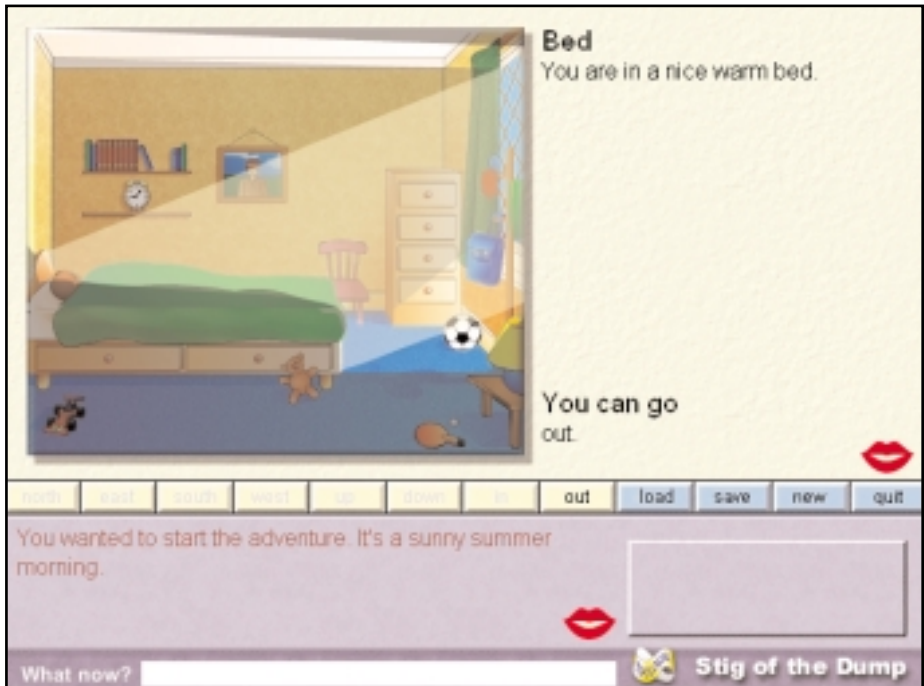 Bed
You are in a nice warm bed.
You can go
out.
north east south west up down in out load save new quit
You wanted to start the adventure. It's a sunny summer
morning.
What now?
Stig of the Dump